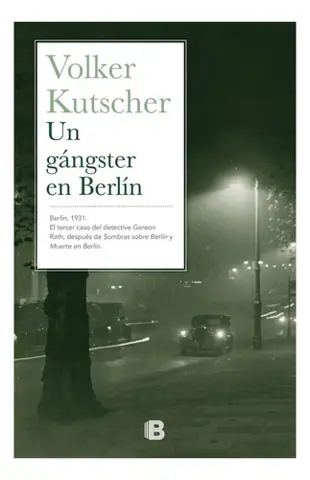 Volker
Kutscher
Un
gángster
en Berlín
Berlín, 1931.
El tercer caso del detective Gereon
Rath, después de Sombras sobre Berlín y
Muerte en Berlín.
B